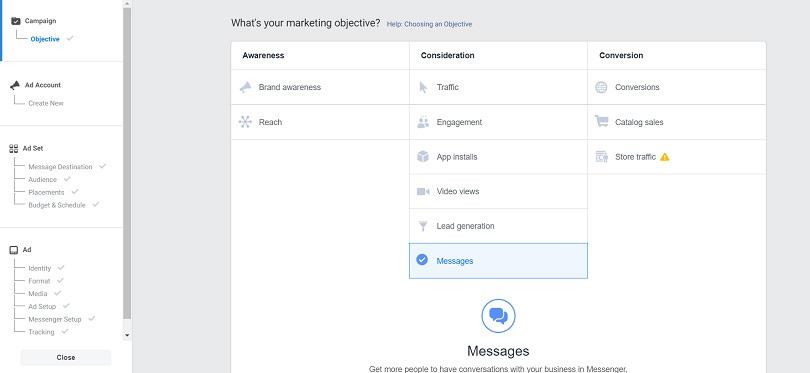 Campaign
Objective
Ad Account
Create New
Ad Set
Message Destination
Audience
Placements
Budget & Schedule
Ad
Identity
Format
Media
Ad Setup
Messenger Setup
Tracking
Close
What's your marketing objective? Help: Choosing an Objective
Awareness Consideration Conversion
Brand awareness Traffic Conversions
Reach Engagement Catalog sales
App installs Store traffic
Video views
Lead generation
Messages
Messages
Get more people to have conversations with your business in Messenger,